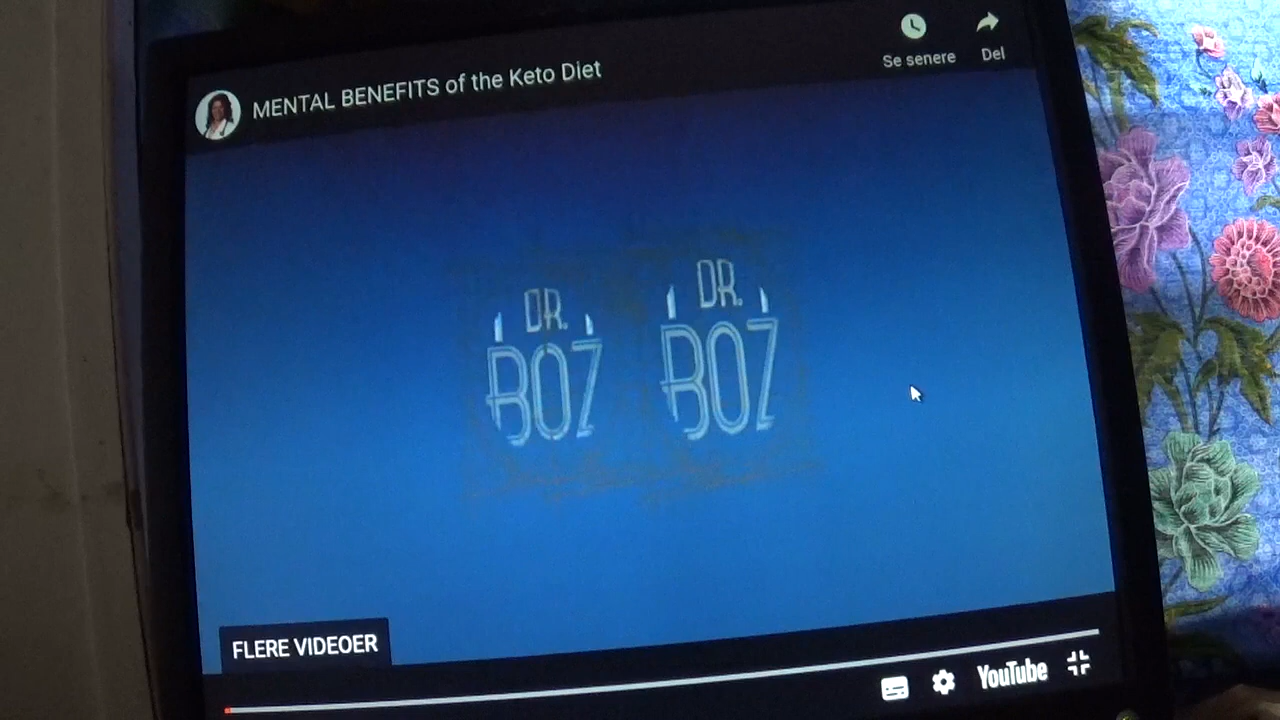 MENTAL BENEFITS of the Keto Diet
Se senere
Del
DR.
BOZ
DR.
BOZ
FLERE VIDEOER
YouTube